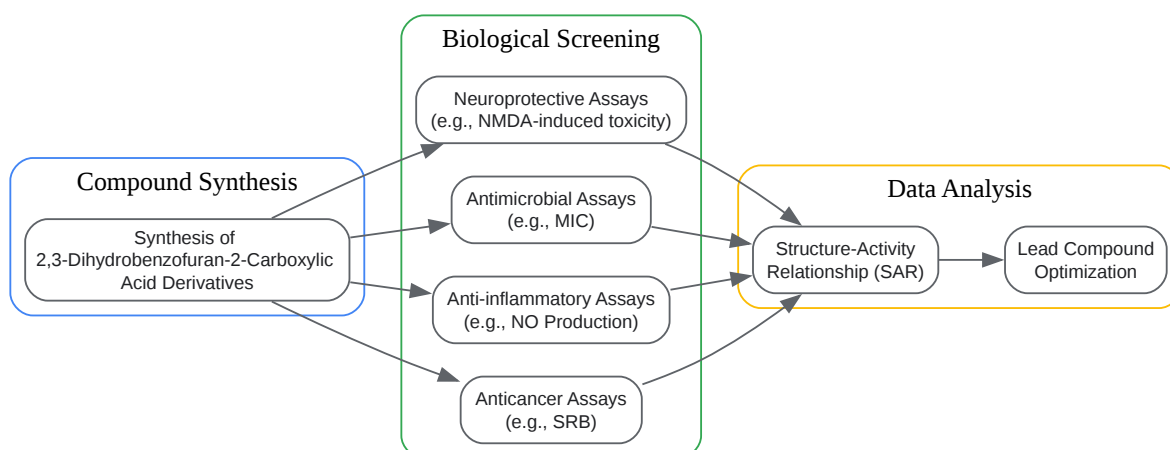 Compound Synthesis
Synthesis of
2,3-Dihydrobenzofuran-2-Carboxylic
Acid Derivatives
Biological Screening
Neuroprotective Assays
(e.g., NMDA-induced toxicity)
Antimicrobial Assays
(e.g., MIC)
Anti-inflammatory Assays
(e.g., NO Production)
Anticancer Assays
(e.g., SRB)
Data Analysis
Structure-Activity
Relationship (SAR)
Lead Compound
Optimization